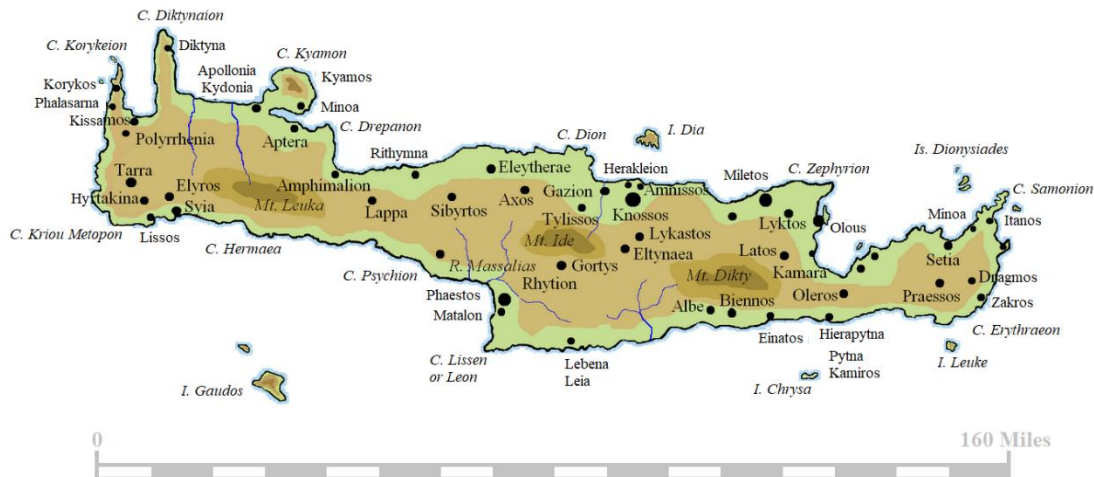 C. Diktynaion
C. Korykeion
Diktyna
C. Kyamon
Apollonia
Kydonia
Kyamos
Korykos
Phalasarna
Kissamos
Minoa
C. Drepanon
Polyrrhenia
Aptera
Rithymna
C. Dion
I. Dia
Is. Dionysiades
Tarra
Elyros
Hyrtakina
Svia
Mt. Leuka
Amphimalion
Lappa
Eleytherae
Sibyrtos
Axos
Gazion
Herakleion
Amnissos
Knossos
Tylissos
Miletos
C. Zephyrion
Lyktos
Olous
C. Samonion
Minoa
Itanos
C. Kriou Metopon
Lissos
C. Hermaea
C. Psychion
R. Massalias
Mt. Ide
Lykastos
Eltynaea
Gortys
Rhytion
Latos
Kamara
Mt. Dikty
Setia
Dragmos
Praessos
Zakros
Phaestos
Matalon
Albe
Biennos
Oleros
C. Erythraeon
Einatos
Hierapytna
I. Leuke
C. Lissen
or Leon
Lebena
Leia
Pytna
Kamiros
I. Gaudos
I. Chrysa
0
160 Miles